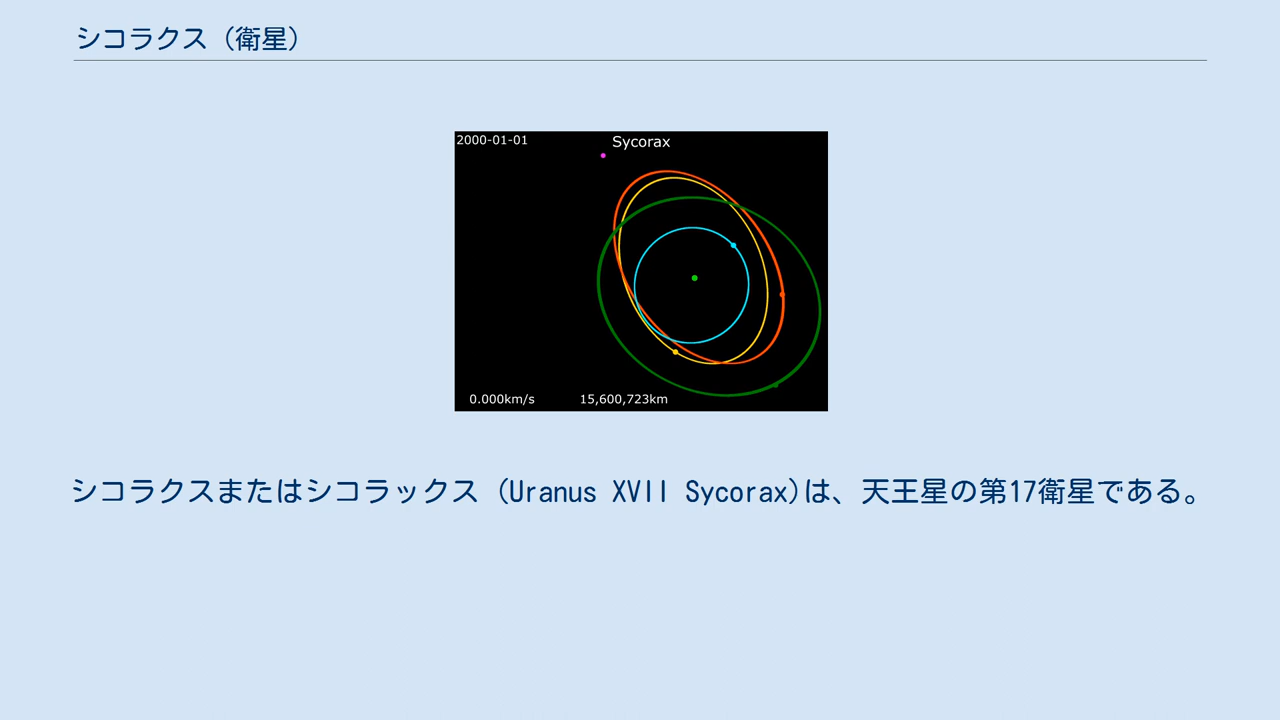 シコラクス（衛星）
2000-01-01
Sycorax
0.000km/s
15,600,723km
シコラクスまたはシコラックス (Uranus XVII Sycorax)は、天王星の第17衛星である。